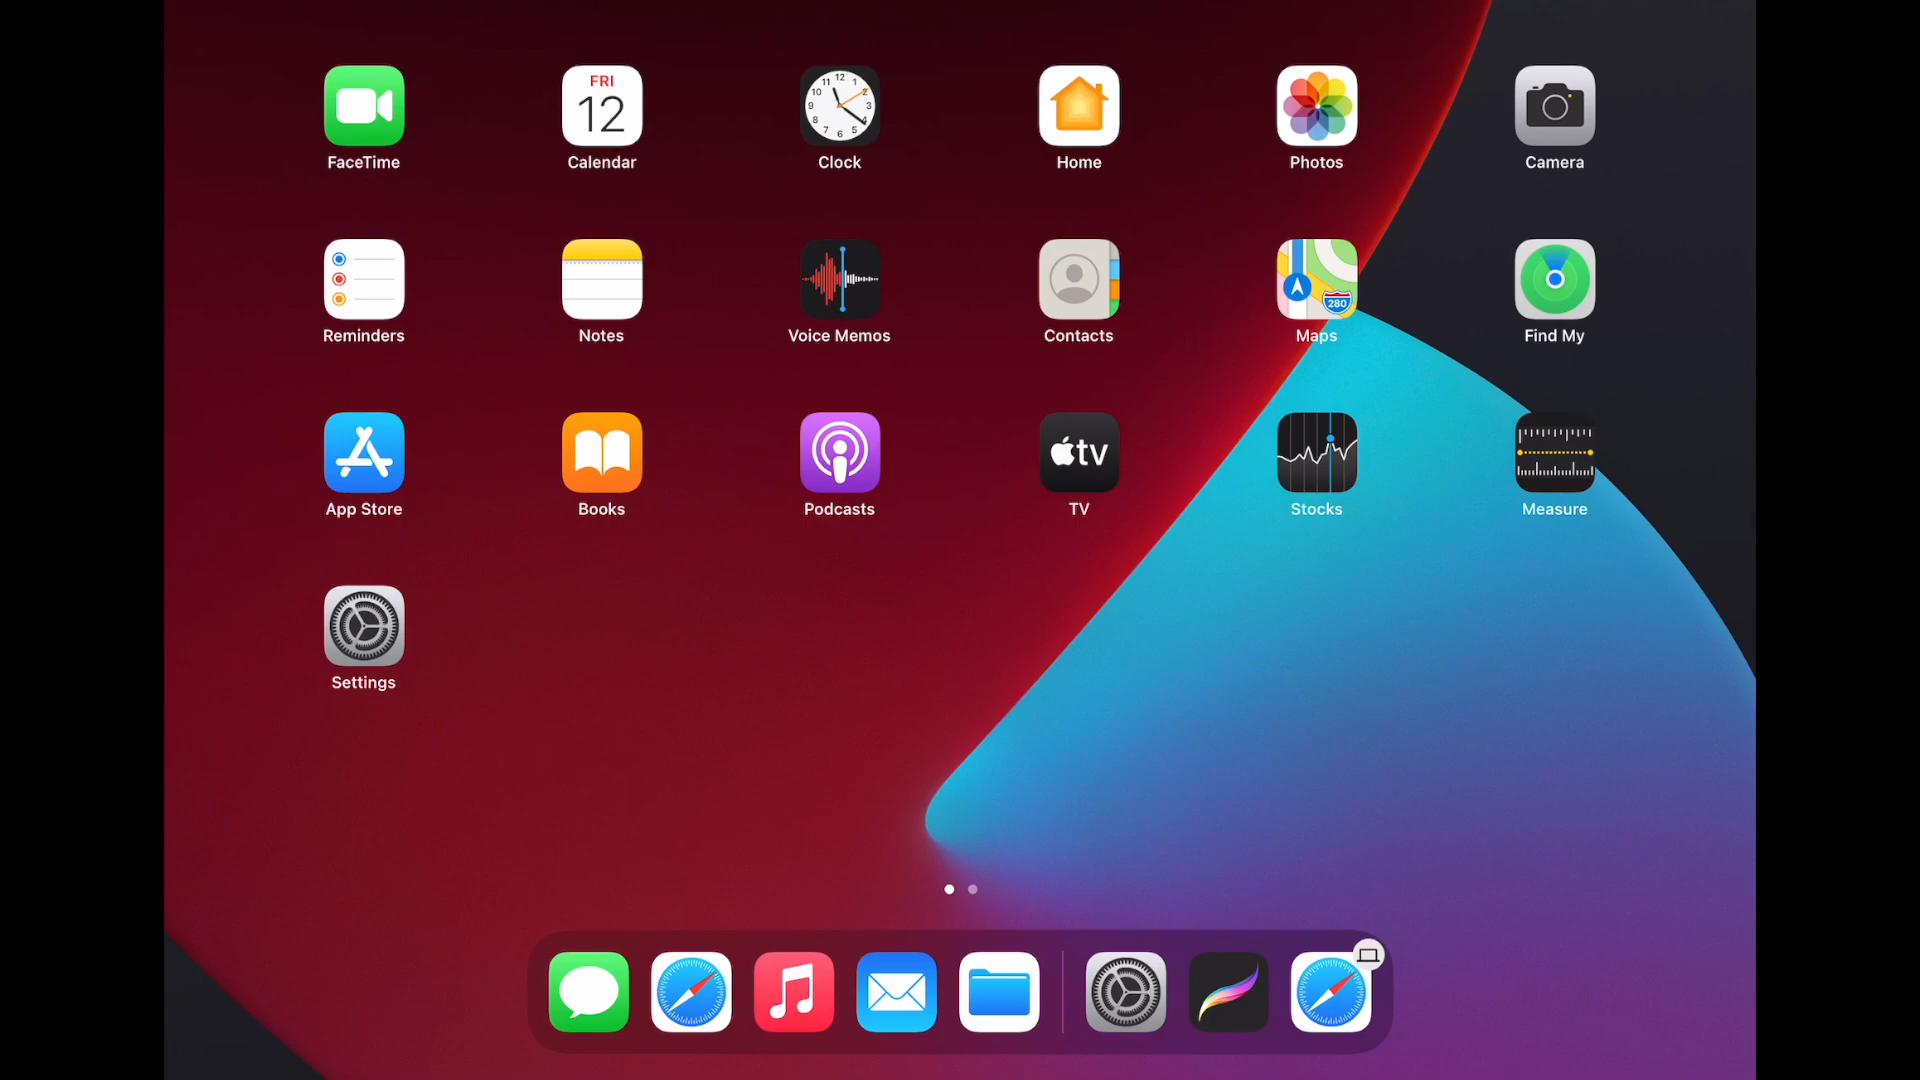 FRI
12
FaceTime
Calendar
Clock
Home
Photos
Camera
280
Reminders
Notes
Voice Memos
Contacts
Maps
Find My
tv
App Store
Books
Podcasts
TV
Stocks
Measure
Settings